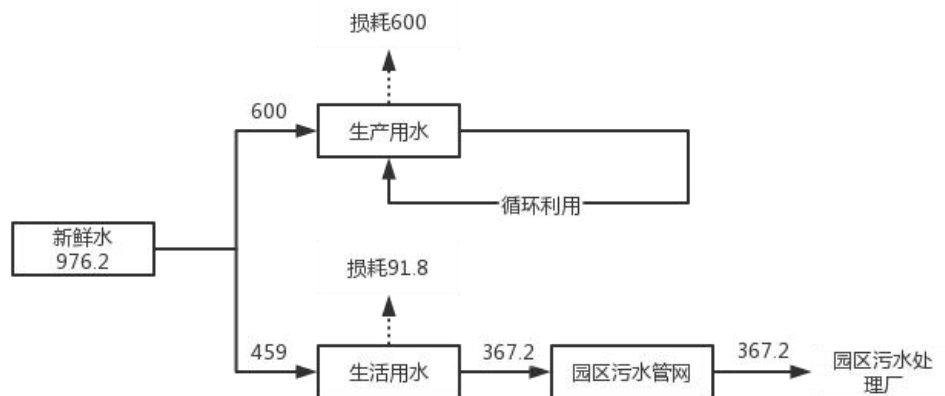 损耗600
600
生产用水
循环利用
新鲜水
976.2
损耗91.8
459
生活用水
367.2
园区污水管网
367.2
园区污水处
理厂